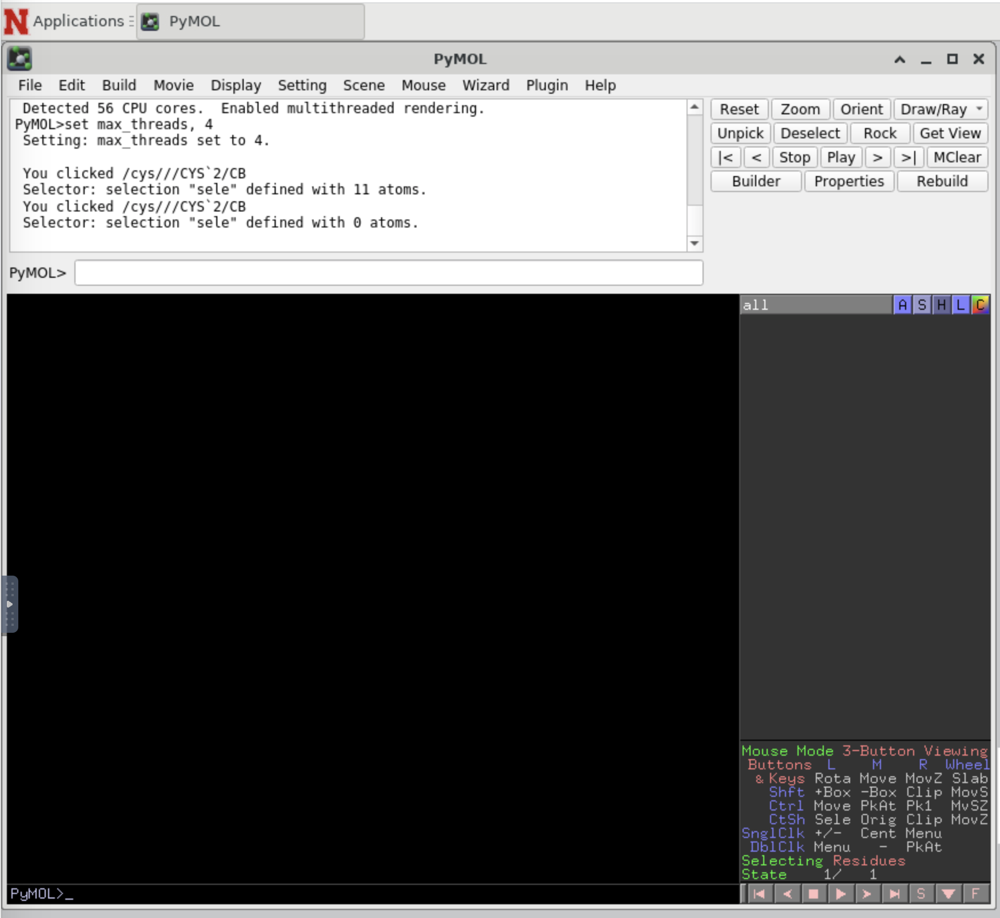 N Applications PyMOL
PyMOL
File Edit Build Movie Display Setting Scene Mouse Wizard Plugin Help
Detected 56 CPU cores.  Enabled multithreaded rendering.
PyMOL>set max_threads, 4
Setting: max_threads set to 4.
You clicked /cys///CYS`2/CB
Selector: selection "sele" defined with 11 atoms.
You clicked /cys///CYS`2/CB
Selector: selection "sele" defined with 0 atoms.
Reset Zoom Orient Draw/Ray
Unpick Deselect Rock Get View
|< < Stop Play > >| MClear
Builder Properties Rebuild
PyMOL>
all A S H L C
Mouse Mode 3-Button Viewing
Buttons L M R Wheel
& Keys Rota Move MovZ Slab
Shft +Box -Box Clip MovS
Ctrl Move PkAt Pk1 MvSZ
CtSh Sele Orig Clip MovZ
SnglClk +/- Cent Menu
DblClk Menu - PkAt
Selecting Residues
State 1/ 1
PyMOL>_ S F